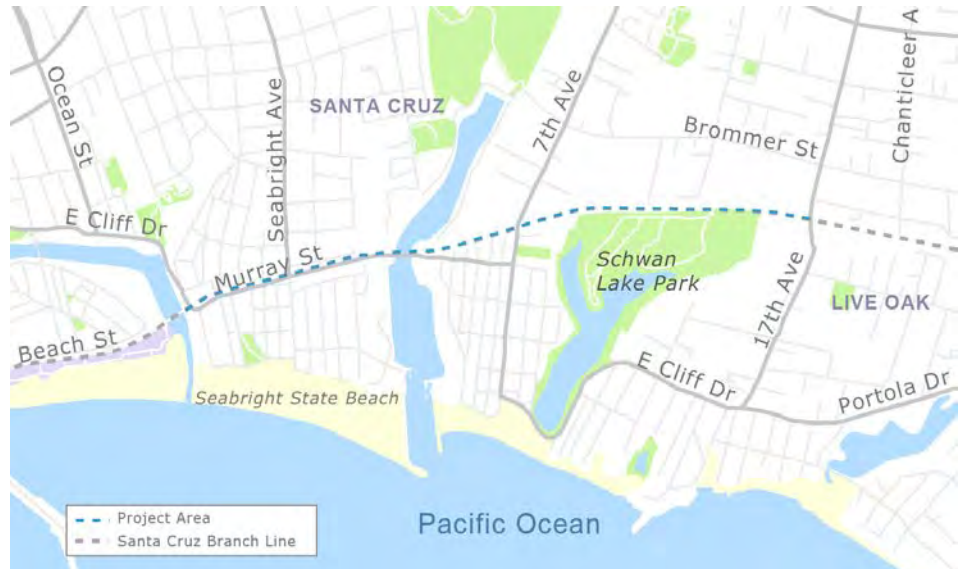 Ocean St
Seabright Ave
SANTA CRUZ
7th Ave
Brommer St
Chanticleer A
E Cliff Dr
Murray St
Schwan
Lake Park
17th Ave
LIVE OAK
Beach St
E Cliff Dr
Portola Dr
Seabright State Beach
Pacific Ocean
Project Area
Santa Cruz Branch Line